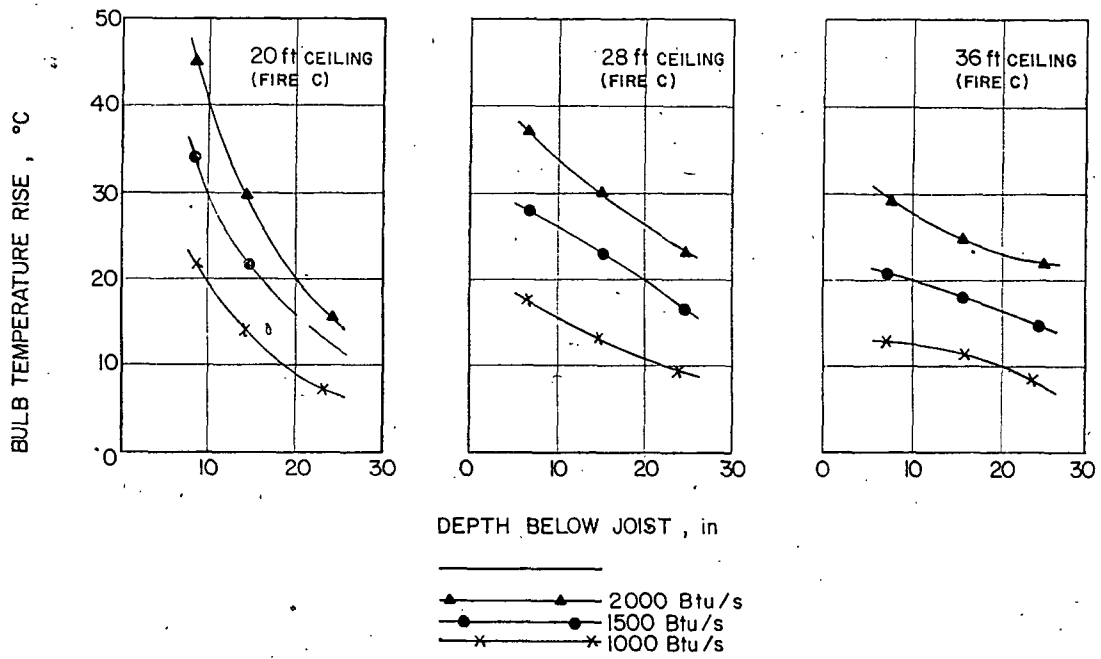 BULB TEMPERATURE RISE , °C
50
40
30
20
10
0
20 ft CEILING
(FIRE C)
28 ft CEILING
(FIRE C)
36 ft CEILING
(FIRE C)
10 20 30
0 10 20 30
0 10 20 30
DEPTH BELOW JOIST , in
2000 Btu/s
1500 Btu/s
1000 Btu/s